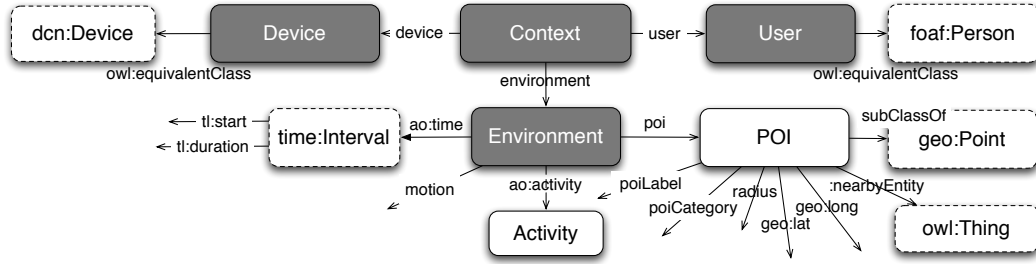 dcn:Device
Device
device
Context
user
User
foaf:Person
owl:equivalentClass
environment
owl:equivalentClass
tl:start
tl:duration
time:Interval
ao:time
Environment
poi
POI
subClassOf
geo:Point
motion
ao:activity
poiLabel
poiCategory
radius
geo:lat
geo:long
:nearbyEntity
Activity
owl:Thing